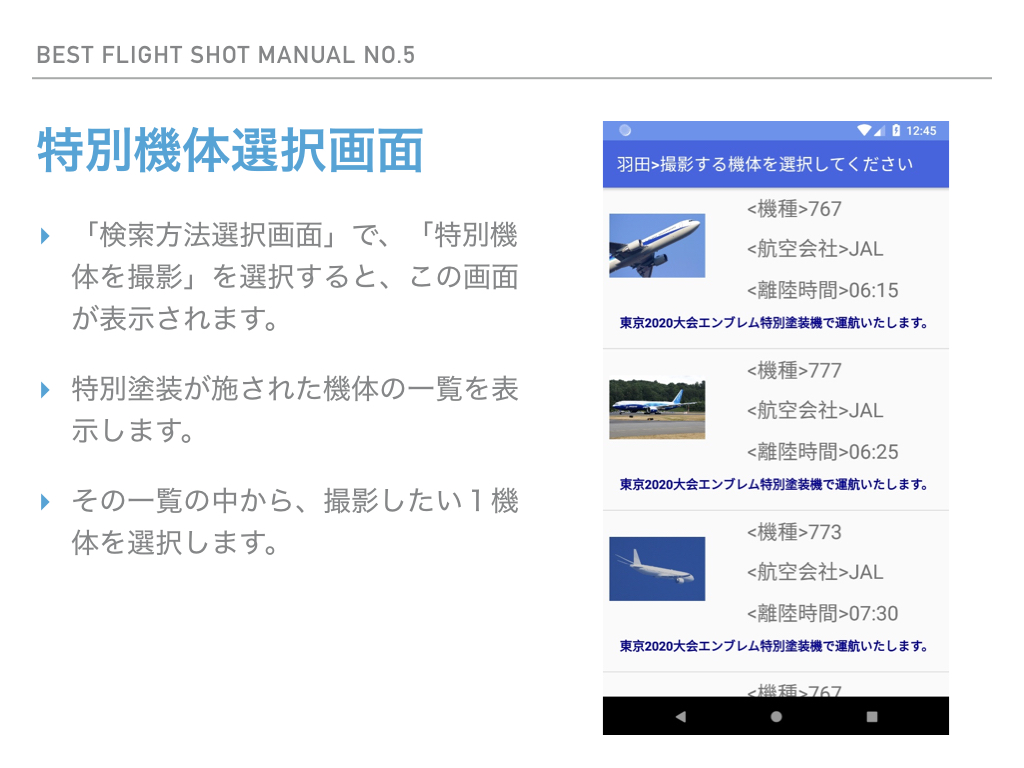 BEST FLIGHT SHOT MANUAL NO.5
特別機体選択画面
「検索方法選択画面」で、「特別機
体を撮影」を選択すると、この画面
が表示されます。
特別塗装が施された機体の一覧を表
示します。
その一覧の中から、撮影したい１機
体を選択します。
12:45
羽田>撮影する機体を選択してください
<機種>767
<航空会社>JAL
<離陸時間>06:15
東京2020大会エンブレム特別塗装機で運航いたします。
<機種>777
<航空会社>JAL
<離陸時間>06:25
東京2020大会エンブレム特別塗装機で運航いたします。
<機種>773
<航空会社>JAL
<離陸時間>07:30
東京2020大会エンブレム特別塗装機で運航いたします。
<機種>767